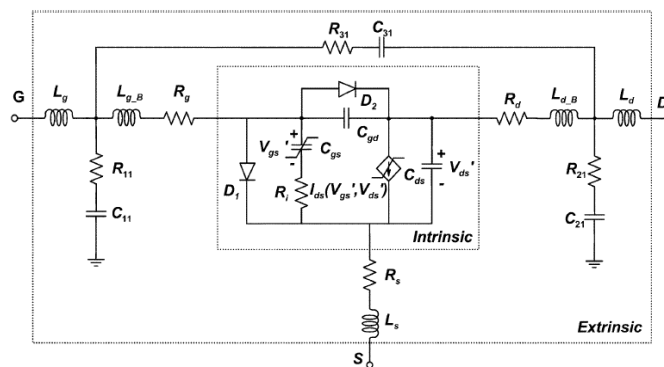 R31 C31
G Lg Lg_B Rg D2 Rd Ld_B Ld D
Vgs' + - Cgs Cgd + Vds' -
R11 D1 Ri Ids(Vgs',Vds') Cds R21
C11 C21
Intrinsic
Rs
Ls
Extrinsic
S